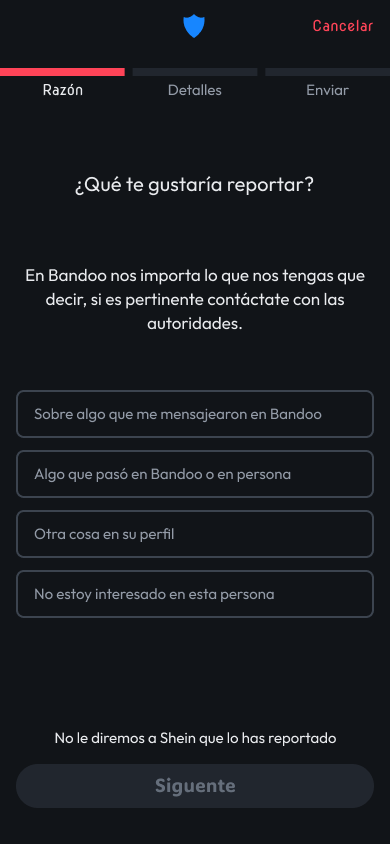 Cancelar
Razón
Detalles
Enviar
¿Qué te gustaría reportar?
En Bandoo nos importa lo que nos tengas que
decir, si es pertinente contáctate con las
autoridades.
Sobre algo que me mensajearon en Bandoo
Algo que pasó en Bandoo o en persona
Otra cosa en su perfil
No estoy interesado en esta persona
No le diremos a Shein que lo has reportado
Siguente